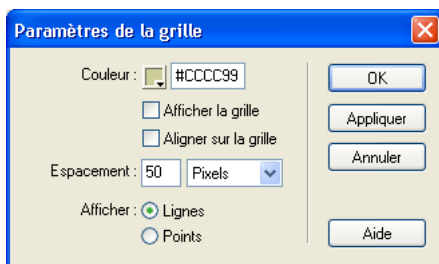 Paramètres de la grille
Couleur : #CCCC99
OK
Afficher la grille
Appliquer
Aligner sur la grille
Annuler
Espacement : 50 Pixels
Afficher : Lignes
Points
Aide